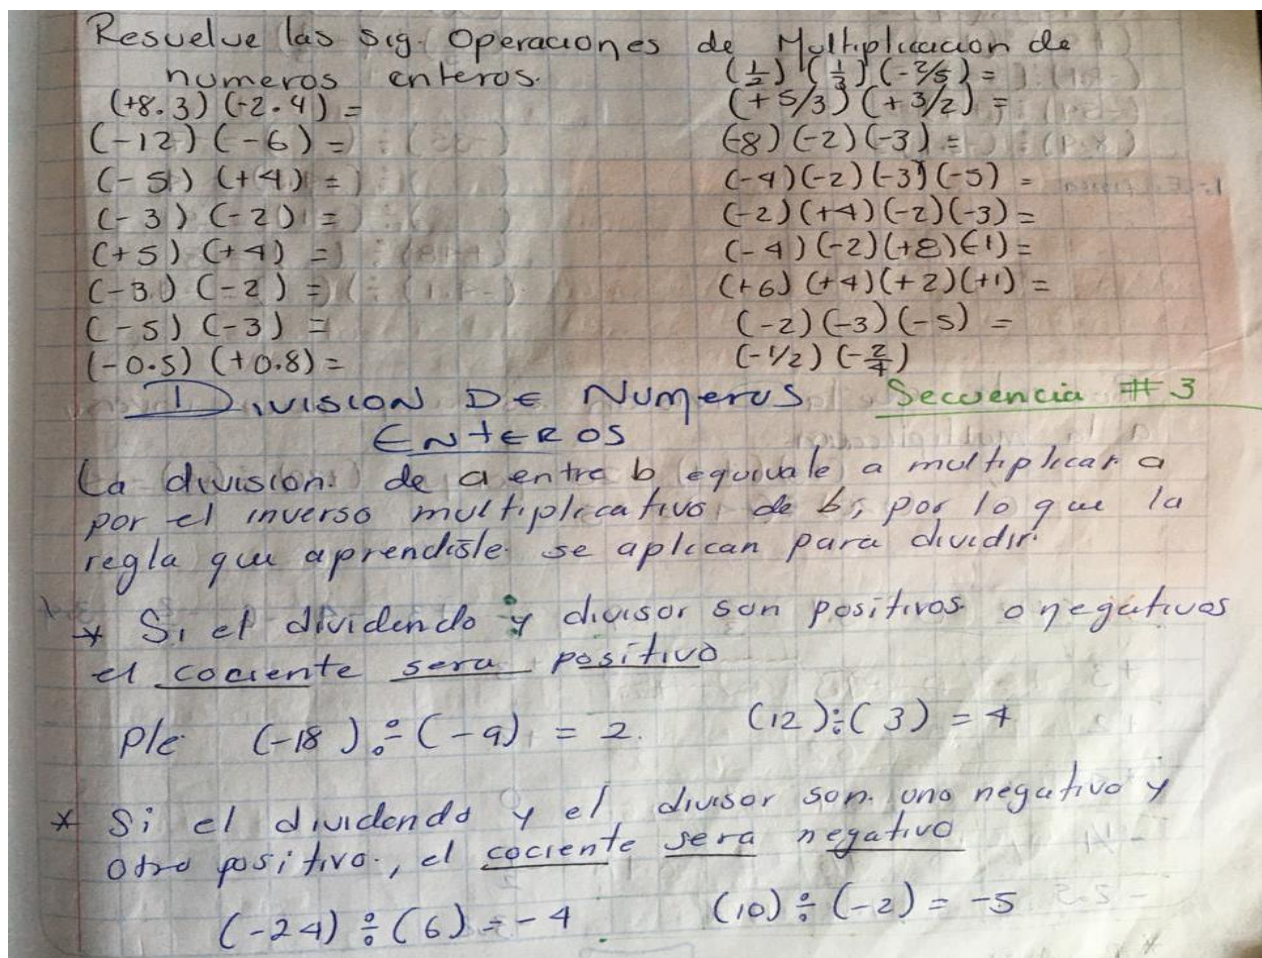 Resuelve las sig. Operaciones de Multiplicacion de
numeros enteros.
(+8.3) (-2.4) =
(-12) (-6) =
(-5) (+4) =
(-3) (-2) =
(+5) (+4) =
(-3) (-2) =
(-5) (-3) =
(-0.5) (+0.8) =
(1/2) (1/3) (-2/5) =
(+5/3) (+3/2) =
(-8) (-2) (-3) =
(-4) (-2) (-3) (-5) =
(-2) (+4) (-2) (-3) =
(-4) (-2) (+8) (-1) =
(+6) (+4) (+2) (+1) =
(-2) (-3) (-5) =
(-1/2) (-2/4)
DIVISION DE NUMEROS
ENTEROS
Secuencia # 3
La division de a entre b equivale a multiplicar a
por el inverso multiplicativo de b; por lo que la
regla que aprendiste se aplican para dividir.
* Si el dividendo y divisor son positivos o negativos
el cociente sera positivo
Ple (-18) ÷ (-9) = 2. (12) ÷ (3) = 4
* Si el dividendo y el divisor son uno negativo y
otro positivo, el cociente sera negativo
(-24) ÷ (6) = -4 (10) ÷ (-2) = -5